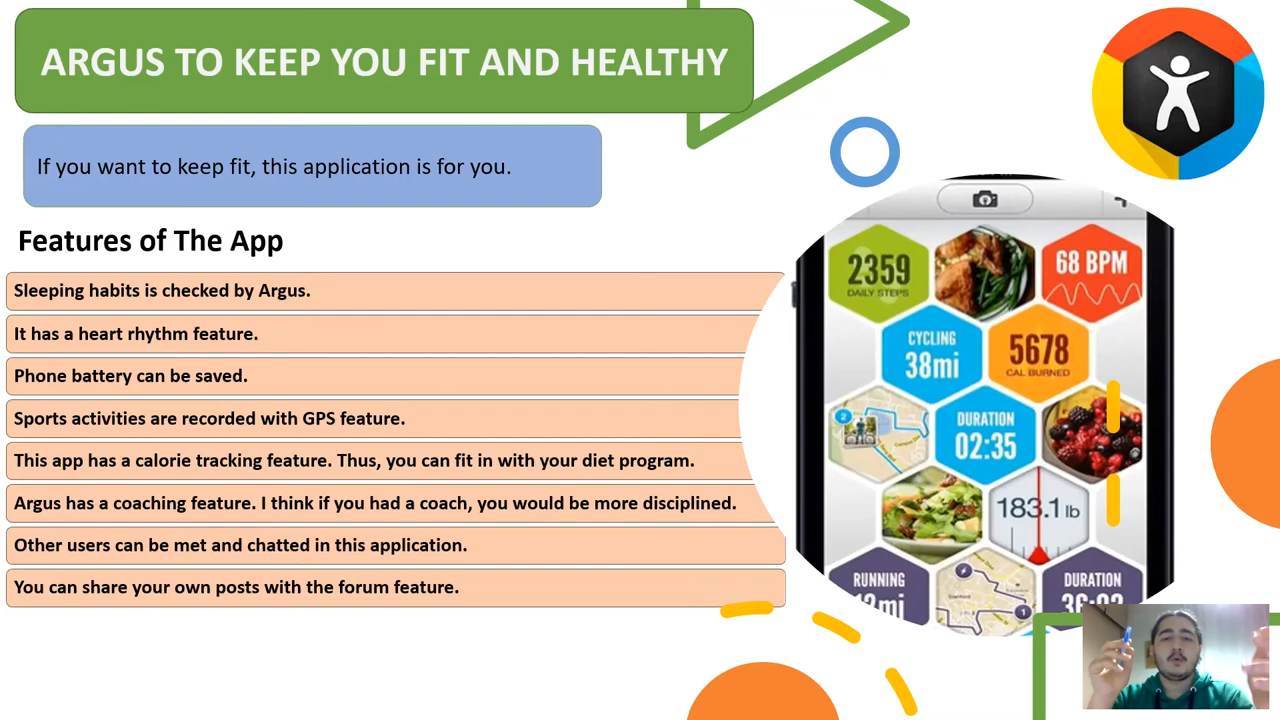 ARGUS TO KEEP YOU FIT AND HEALTHY
If you want to keep fit, this application is for you.
Features of The App
Sleeping habits is checked by Argus.
It has a heart rhythm feature.
Phone battery can be saved.
Sports activities are recorded with GPS feature.
This app has a calorie tracking feature. Thus, you can fit in with your diet program.
Argus has a coaching feature. I think if you had a coach, you would be more disciplined.
Other users can be met and chatted in this application.
You can share your own posts with the forum feature.
2359
DAILY STEPS
68 BPM
CYCLING
38mi
5678
CAL BURNED
2
DURATION
02:35
183.1 lb
RUNNING
1
DURATION